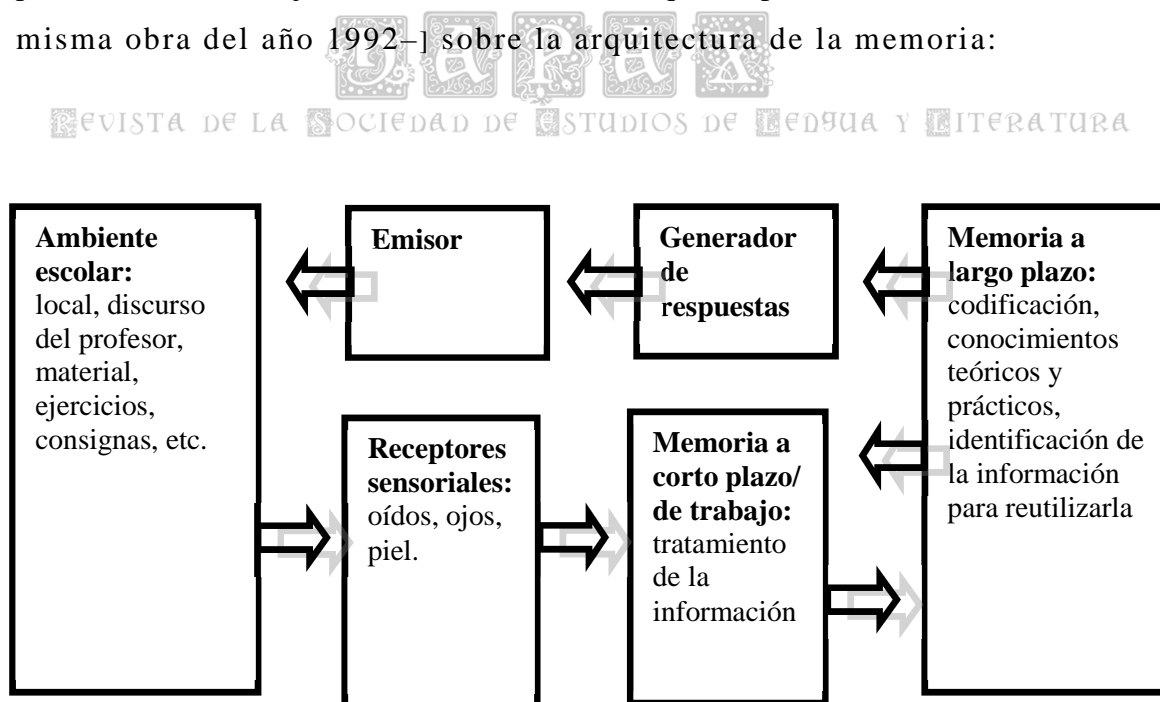 misma obra del año 1992–] sobre la arquitectura de la memoria:
JAPAX
Revista de la Sociedad de Estudios de Lengua y Literatura
Ambiente
escolar:
local, discurso
del profesor,
material,
ejercicios,
consignas, etc.
Emisor
Generador
de
respuestas
Memoria a
largo plazo:
codificación,
conocimientos
teóricos y
prácticos,
identificación de
la información
para reutilizarla
Receptores
sensoriales:
oídos, ojos,
piel.
Memoria a
corto plazo/
de trabajo:
tratamiento
de la
información